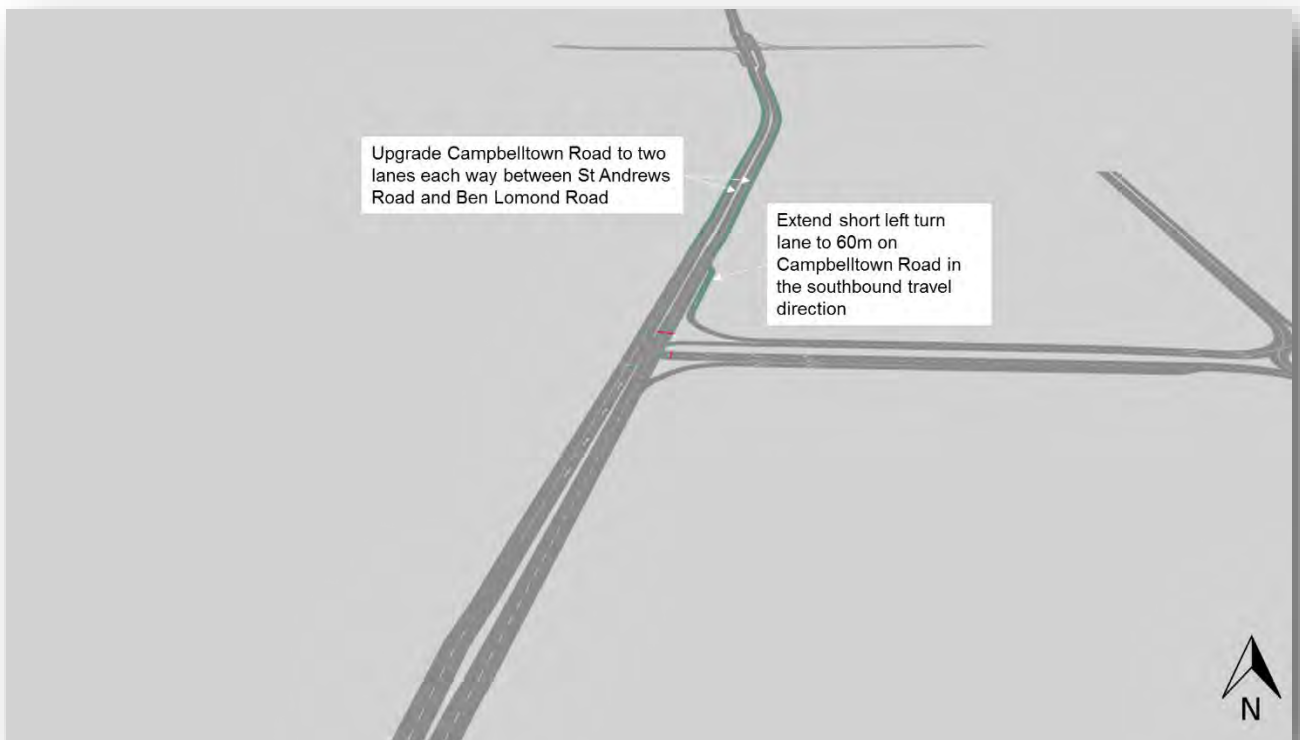 Upgrade Campbelltown Road to two
lanes each way between St Andrews
Road and Ben Lomond Road
Extend short left turn
lane to 60m on
Campbelltown Road in
the southbound travel
direction
N